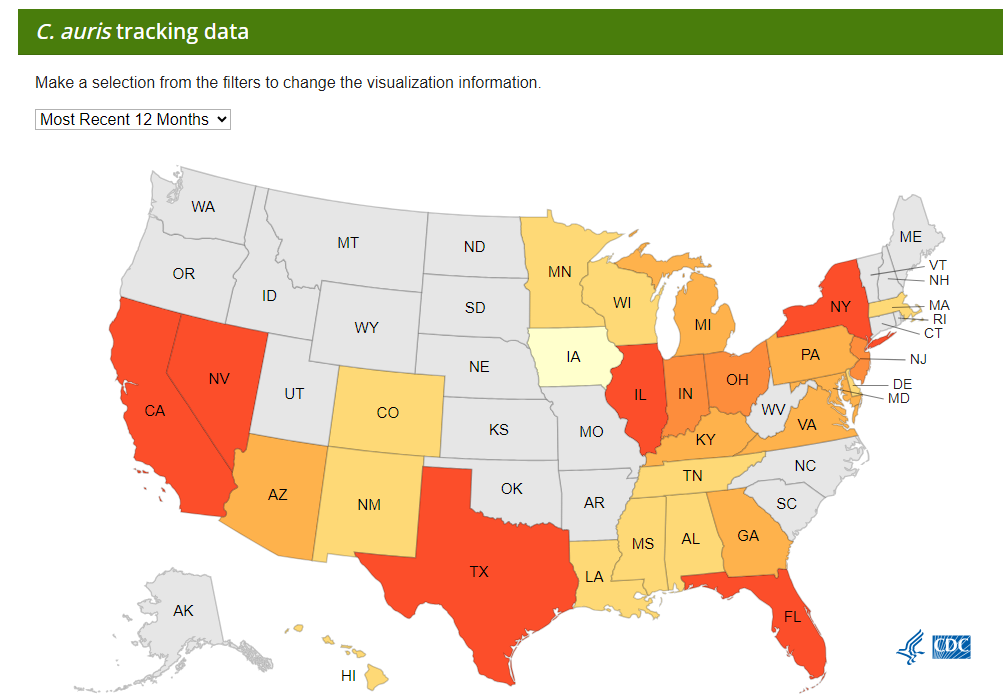 C. auris tracking data
Make a selection from the filters to change the visualization information.
Most Recent 12 Months
WA
MT
ND
MN
ME
VT
OR
ID
SD
WI
NH
WY
MI
NY
MA
RI
CT
NE
IA
PA
NJ
NV
UT
CO
IL
IN
OH
DE
MD
CA
KS
MO
WV
VA
KY
AZ
NM
OK
AR
TN
NC
SC
MS
AL
GA
TX
LA
AK
FL
HI
CDC